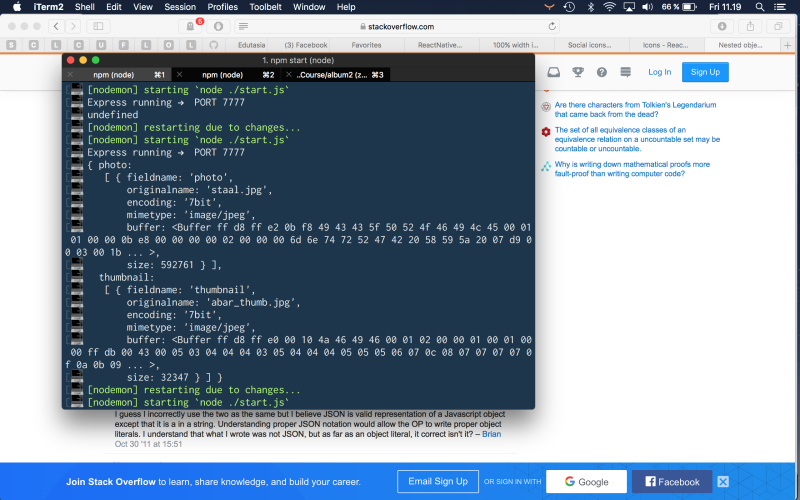 iTerm2 Shell Edit View Session Profiles Toolbelt Window Help 66 % Fri 11.19
5 stackoverflow.com
S C L C U F L O L Edutasia (3) Facebook Favorites ReactNative... 100% width i... Social icons... Icons - Reac... Nested obje...
1. npm start (node)
npm (node) ⌘1 npm (node) ⌘2 ..Course/album2 (z... ⌘3
Log In Sign Up
[nodemon] starting `node ./start.js`
Express running → PORT 7777
undefined
[nodemon] restarting due to changes...
[nodemon] starting `node ./start.js`
Express running → PORT 7777
{ photo:
[ { fieldname: 'photo',
originalname: 'staal.jpg',
encoding: '7bit',
mimetype: 'image/jpeg',
buffer: <Buffer ff d8 ff e2 0b f8 49 43 43 5f 50 52 4f 46 49 4c 45 00 01
01 00 00 0b e8 00 00 00 00 02 00 00 00 6d 6e 74 72 52 47 42 20 58 59 5a 20 07 d9 0
0 03 00 1b ... >,
size: 592761 } ],
thumbnail:
[ { fieldname: 'thumbnail',
originalname: 'abar_thumb.jpg',
encoding: '7bit',
mimetype: 'image/jpeg',
buffer: <Buffer ff d8 ff e0 00 10 4a 46 49 46 00 01 02 00 00 01 00 01 00
00 ff db 00 43 00 05 03 04 04 04 03 05 04 04 04 05 05 05 06 07 0c 08 07 07 07 07 0
f 0a 0b 09 ... >,
size: 32347 } ] }
[nodemon] restarting due to changes...
[nodemon] starting `node ./start.js`
Are there characters from Tolkien's Legendarium
that came back from the dead?
The set of all equivalence classes of an
equivalence relation on a uncountable set may be
countable or uncountable.
Why is writing down mathematical proofs more
fault-proof than writing computer code?
I guess I incorrectly use the two as the same but I believe JSON is valid representation of a Javascript object
except that it is a in a string. Understanding proper JSON notation would allow the OP to write proper object
literals. I understand that what I wrote was not JSON, but as far as an object literal, it correct isn't it? – Brian
Oct 30 '11 at 15:51
Join Stack Overflow to learn, share knowledge, and build your career. Email Sign Up OR SIGN IN WITH Google Facebook